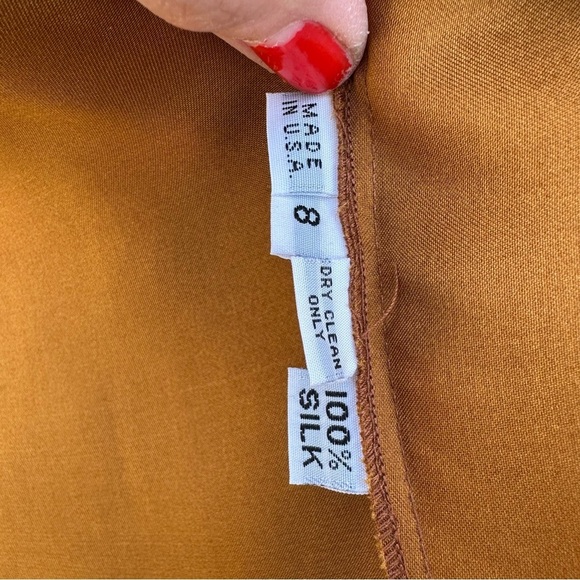 MADE
IN U.S.A.
8
DRY CLEAN
ONLY
100%
SILK